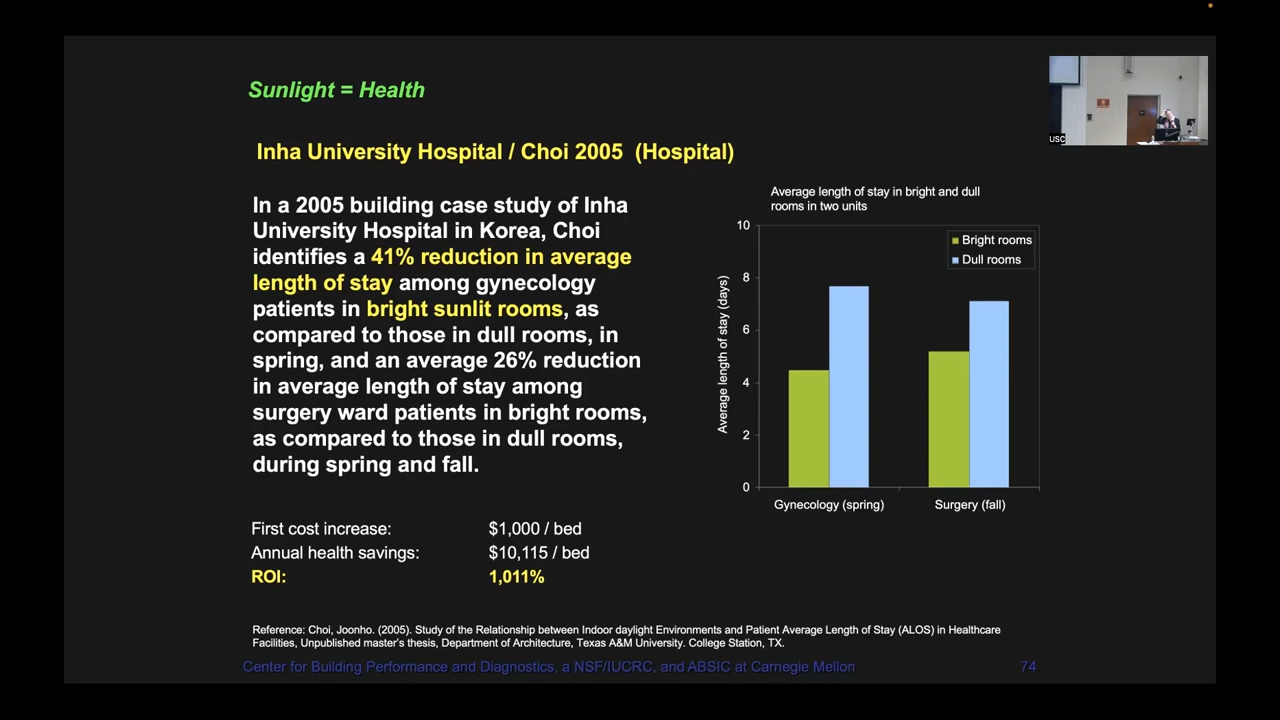 Sunlight = Health
USC
Inha University Hospital / Choi 2005 (Hospital)
In a 2005 building case study of Inha
University Hospital in Korea, Choi
identifies a 41% reduction in average
length of stay among gynecology
patients in bright sunlit rooms, as
compared to those in dull rooms, in
spring, and an average 26% reduction
in average length of stay among
surgery ward patients in bright rooms,
as compared to those in dull rooms,
during spring and fall.
First cost increase: $1,000 / bed
Annual health savings: $10,115 / bed
ROI: 1,011%
Average length of stay in bright and dull
rooms in two units
Average length of stay (days)
10
8
6
4
2
0
Bright rooms
Dull rooms
Gynecology (spring)
Surgery (fall)
Reference: Choi, Joonho. (2005). Study of the Relationship between Indoor daylight Environments and Patient Average Length of Stay (ALOS) in Healthcare
Facilities, Unpublished master's thesis, Department of Architecture, Texas A&M University. College Station, TX.
Center for Building Performance and Diagnostics, a NSF/IUCRC, and ABSIC at Carnegie Mellon 74